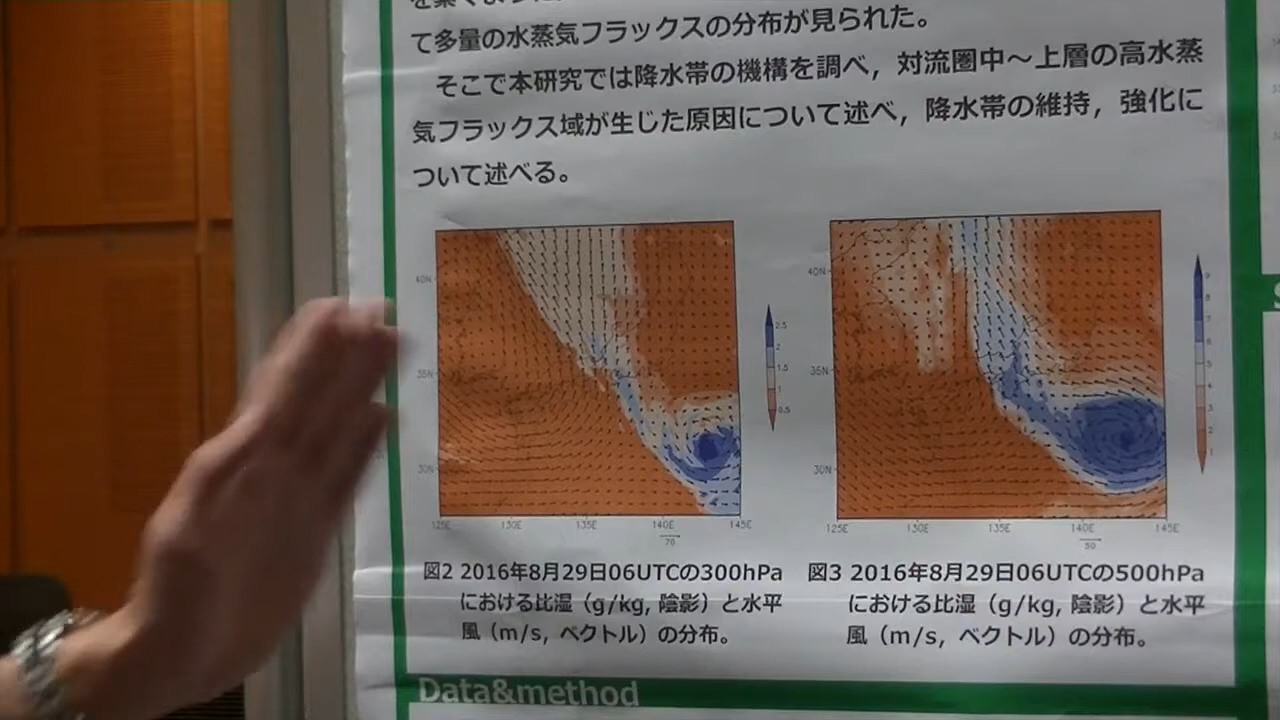 て多量の水蒸気フラックスの分布が見られた。
そこで本研究では降水帯の機構を調べ，対流圏中～上層の高水蒸
気フラックス域が生じた原因について述べ，降水帯の維持，強化に
ついて述べる。
40N
35N
30N
125E 130E 135E 140E 145E
70
2.5
2
1.5
1
0.5
40N
35N
30N
125E 130E 135E 140E 145E
50
9
8
7
6
5
4
3
2
1
図2 2016年8月29日06UTCの300hPa
における比湿（g/kg, 陰影）と水平
風（m/s, ベクトル）の分布。
図3 2016年8月29日06UTCの500hPa
における比湿（g/kg, 陰影）と水平
風（m/s, ベクトル）の分布。
Data&method